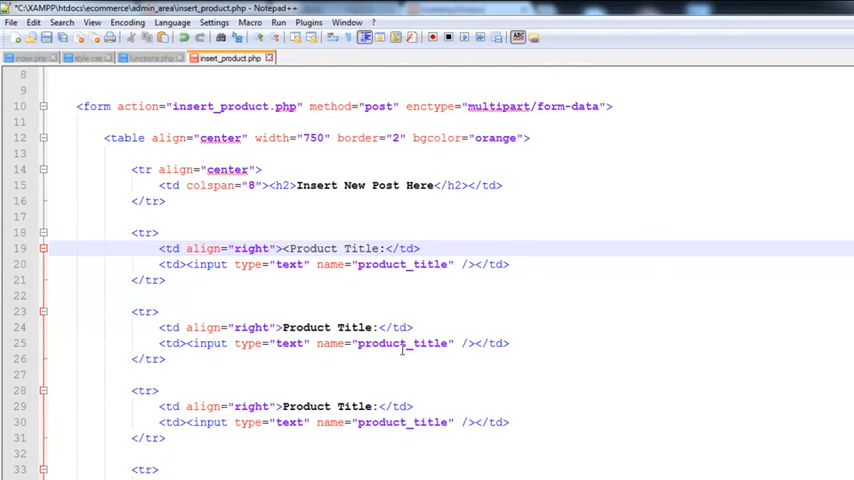 *C:\XAMPP\htdocs\ecommerce\admin_area\insert_product.php - Notepad++
File Edit Search View Encoding Language Settings Macro Run Plugins Window ?
index.php style.css functions.php insert_product.php
8
9
10 <form action="insert_product.php" method="post" enctype="multipart/form-data">
11
12 <table align="center" width="750" border="2" bgcolor="orange">
13
14 <tr align="center">
15 <td colspan="8"><h2>Insert New Post Here</h2></td>
16 </tr>
17
18 <tr>
19 <td align="right"><Product Title:</td>
20 <td><input type="text" name="product_title" /></td>
21 </tr>
22
23 <tr>
24 <td align="right">Product Title:</td>
25 <td><input type="text" name="product_title" /></td>
26 </tr>
27
28 <tr>
29 <td align="right">Product Title:</td>
30 <td><input type="text" name="product_title" /></td>
31 </tr>
32
33 <tr>